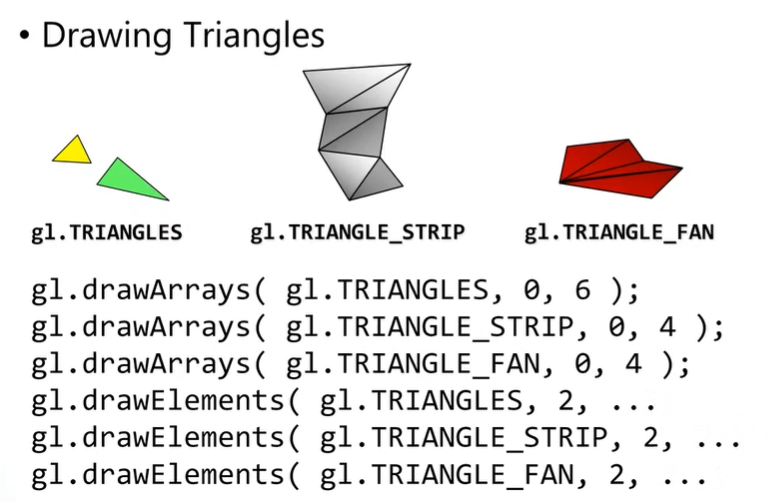 • Drawing Triangles
gl.TRIANGLES
gl.TRIANGLE_STRIP
gl.TRIANGLE_FAN
gl.drawArrays( gl.TRIANGLES, 0, 6 );
gl.drawArrays( gl.TRIANGLE_STRIP, 0, 4 );
gl.drawArrays( gl.TRIANGLE_FAN, 0, 4 );
gl.drawElements( gl.TRIANGLES, 2, ...
gl.drawElements( gl.TRIANGLE_STRIP, 2, ...
gl.drawElements( gl.TRIANGLE_FAN, 2, ...